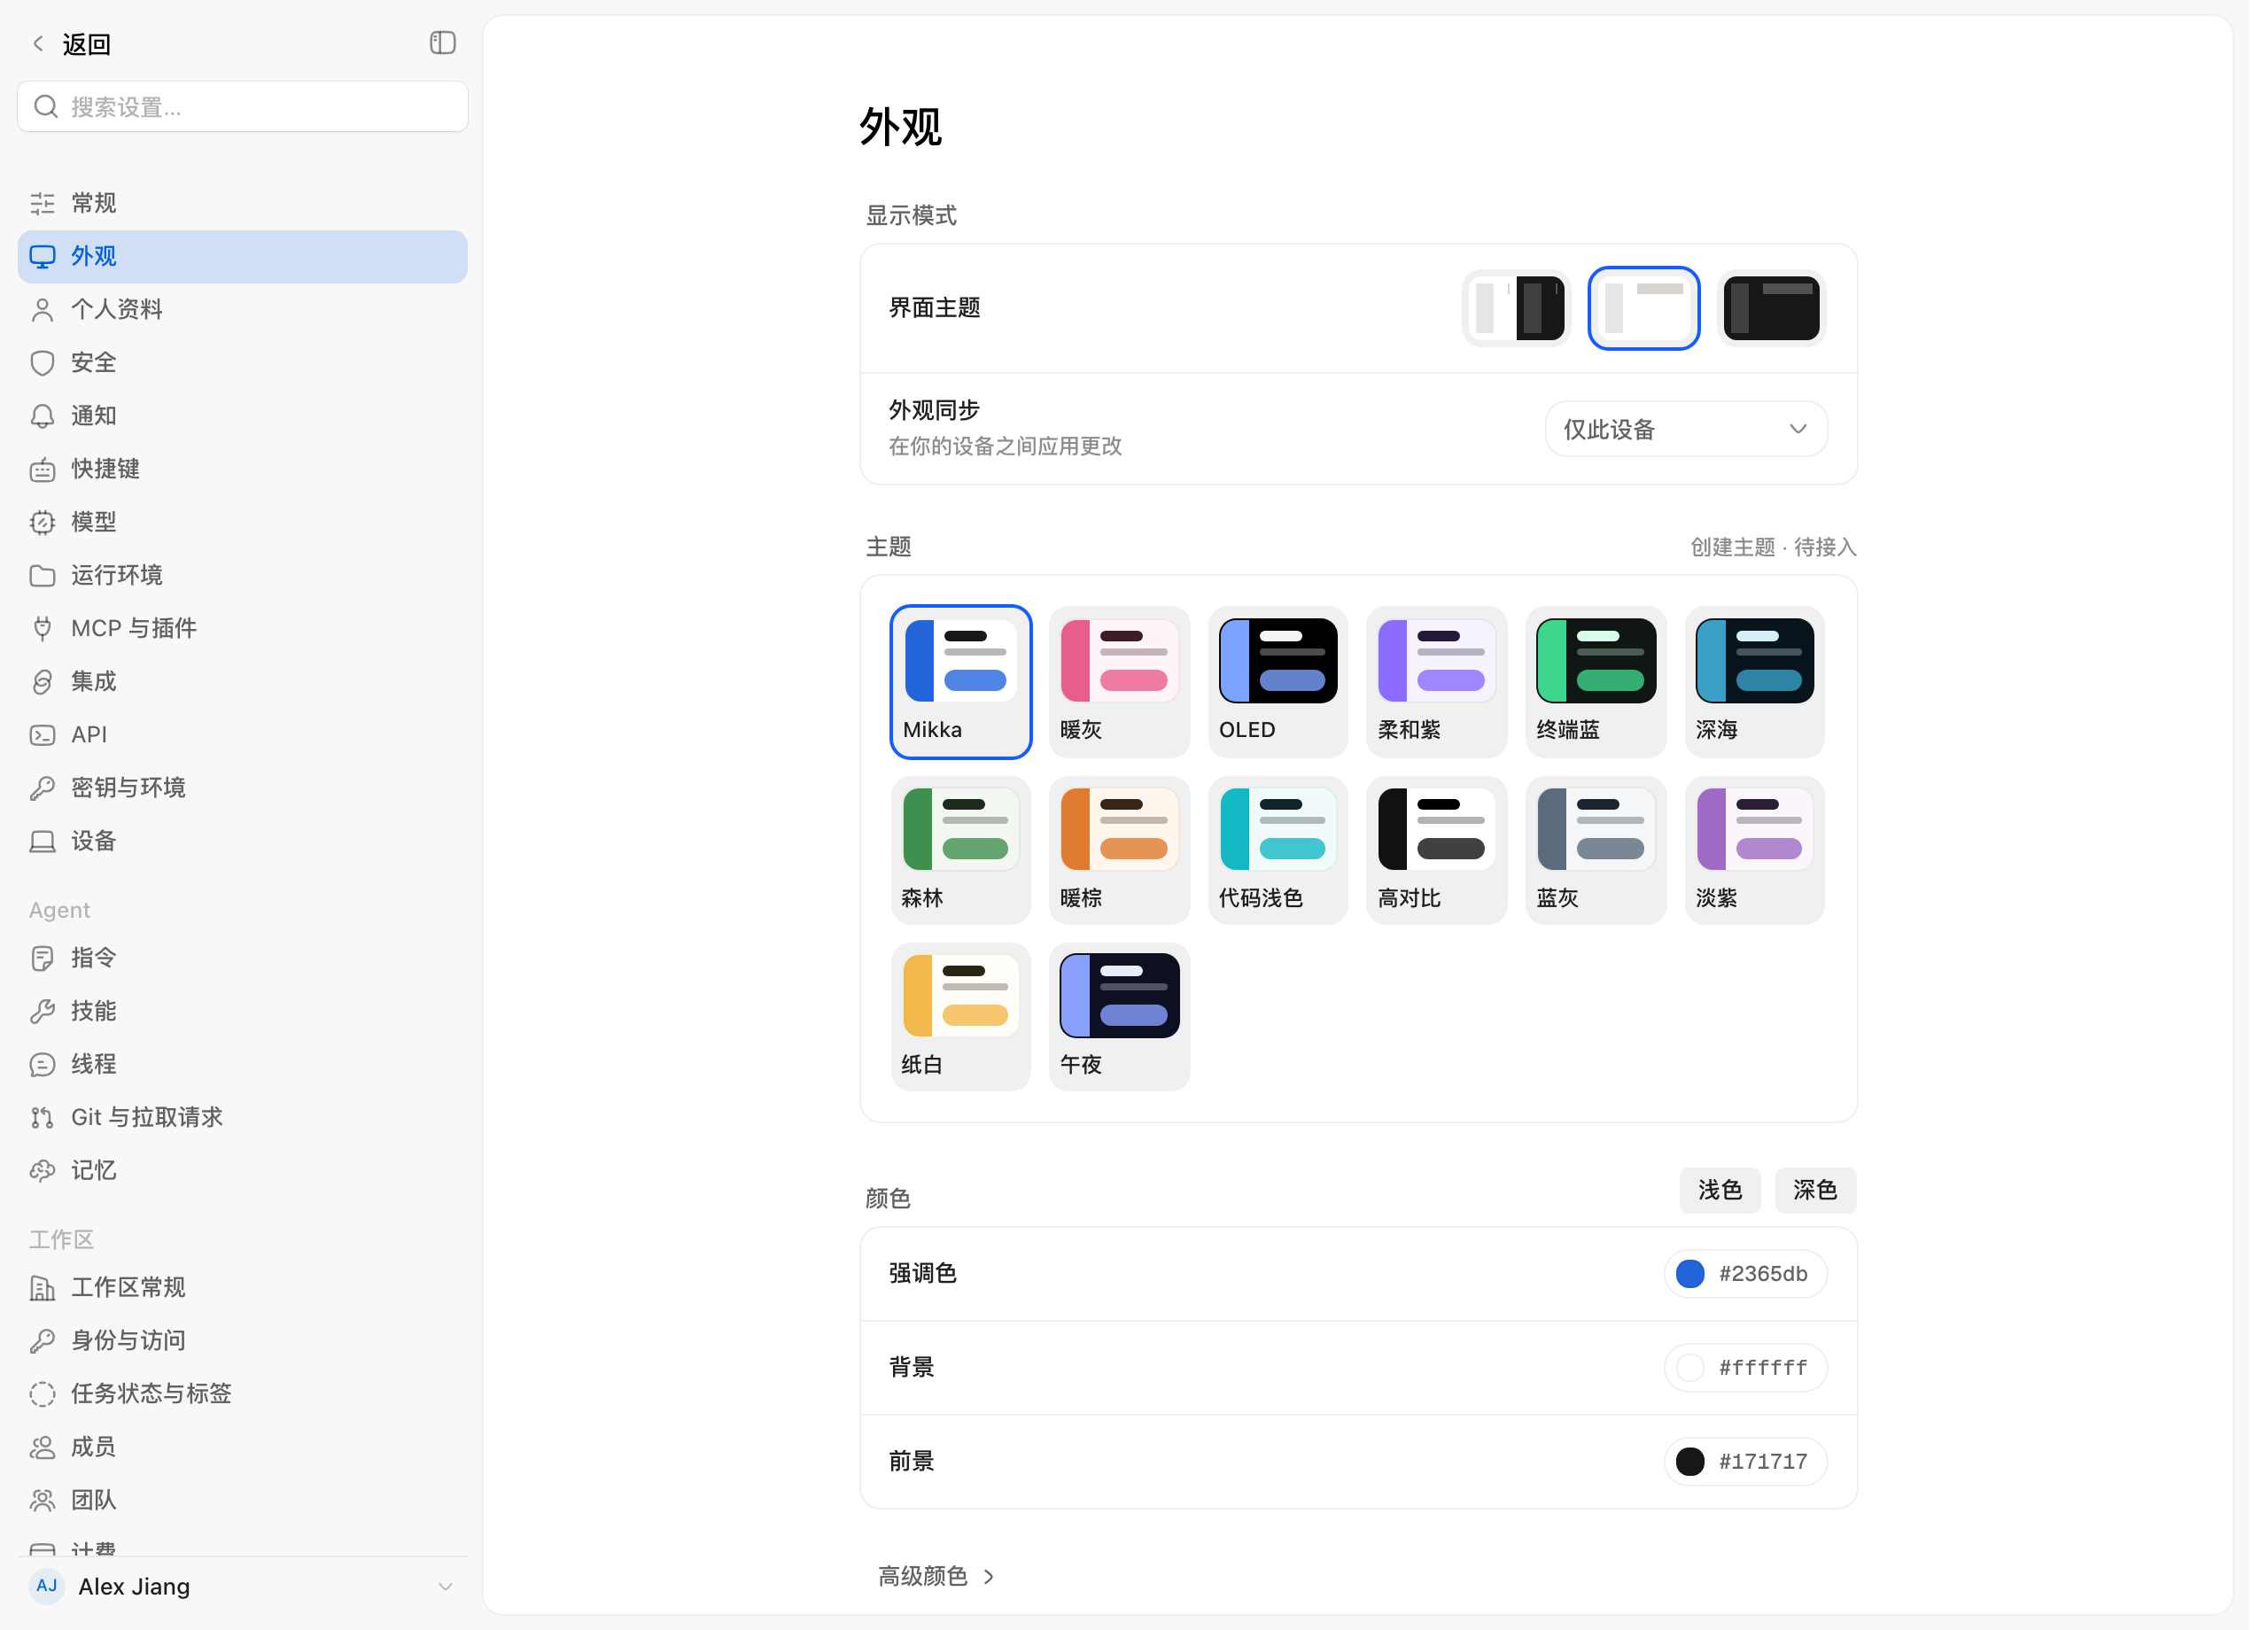 返回
搜索设置...
常规
外观
个人资料
安全
通知
快捷键
模型
运行环境
MCP 与插件
集成
API
密钥与环境
设备
Agent
指令
技能
线程
Git 与拉取请求
记忆
工作区
工作区常规
身份与访问
任务状态与标签
成员
团队
计费
AJ Alex Jiang
外观
显示模式
界面主题
外观同步
在你的设备之间应用更改
仅此设备
主题
创建主题 · 待接入
Mikka
暖灰
OLED
柔和紫
终端蓝
深海
森林
暖棕
代码浅色
高对比
蓝灰
淡紫
纸白
午夜
颜色
浅色
深色
强调色
#2365db
背景
#ffffff
前景
#171717
高级颜色